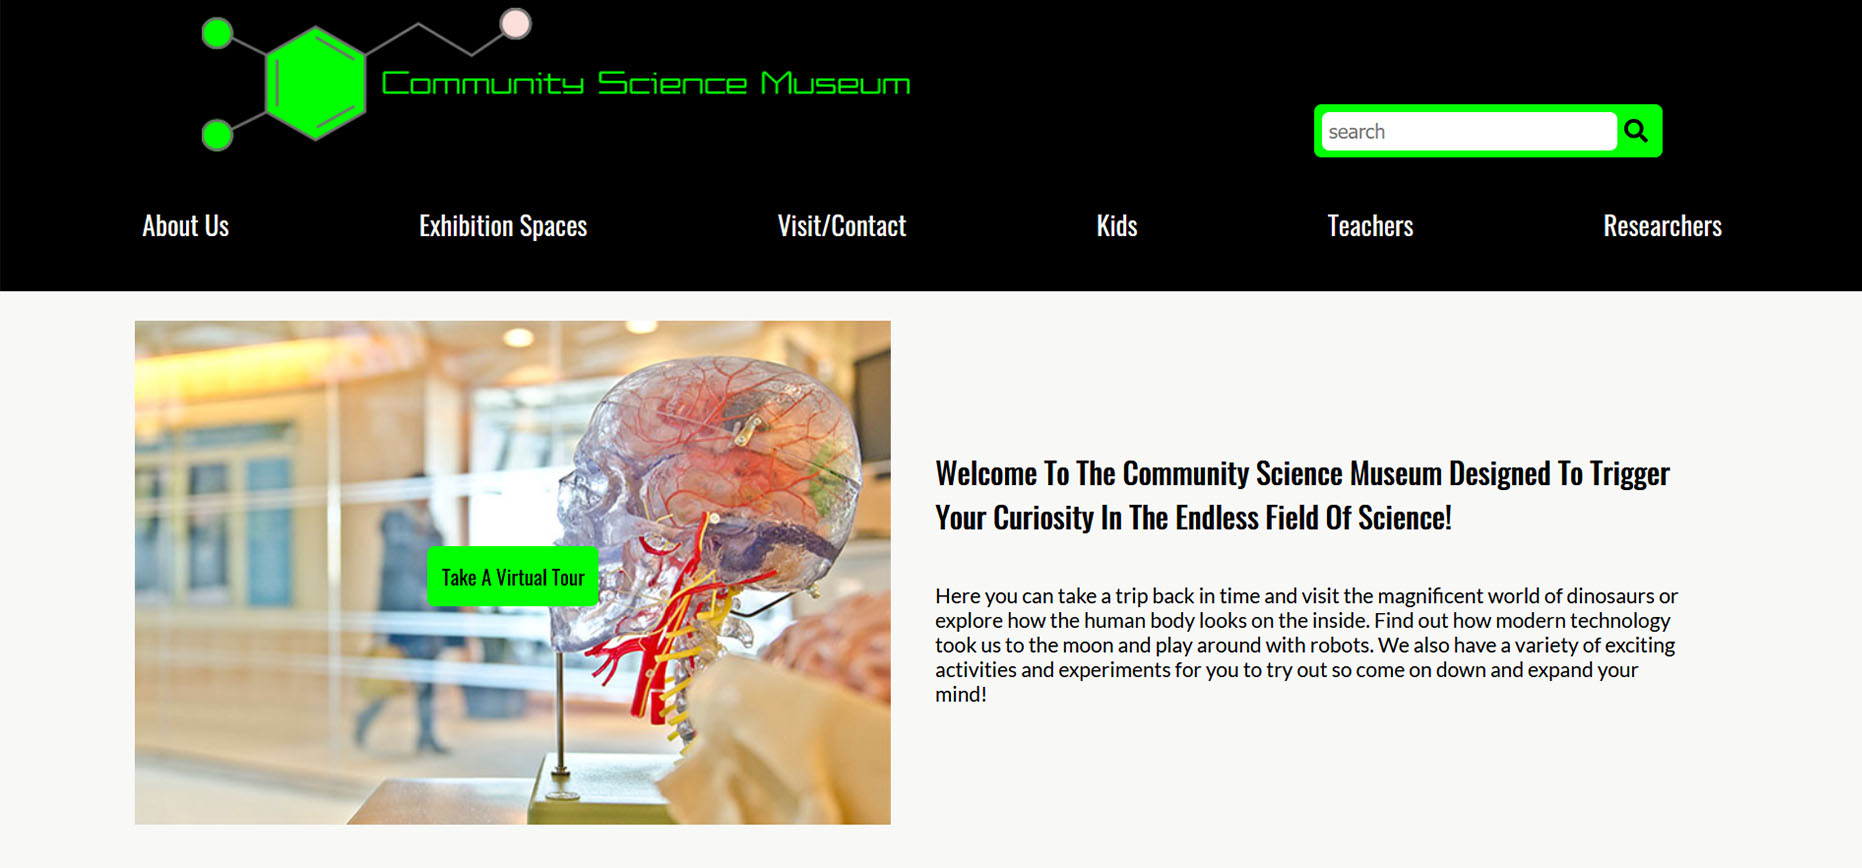 Community Science Museum
search
About Us
Exhibition Spaces
Visit/Contact
Kids
Teachers
Researchers
Take A Virtual Tour
Welcome To The Community Science Museum Designed To Trigger
Your Curiosity In The Endless Field Of Science!
Here you can take a trip back in time and visit the magnificent world of dinosaurs or
explore how the human body looks on the inside. Find out how modern technology
took us to the moon and play around with robots. We also have a variety of exciting
activities and experiments for you to try out so come on down and expand your
mind!